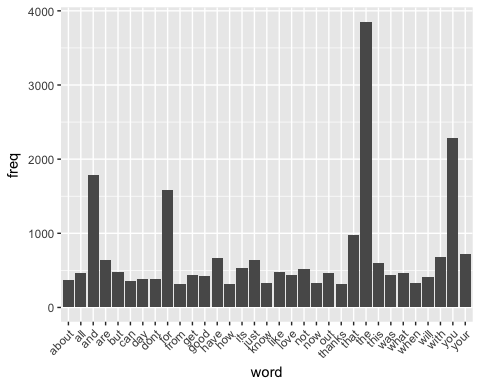 4000
3000
2000
1000
0
freq
about all and are but can day dont for from get good have how its just know like love not now out thanks that the this was what when will with you your
word